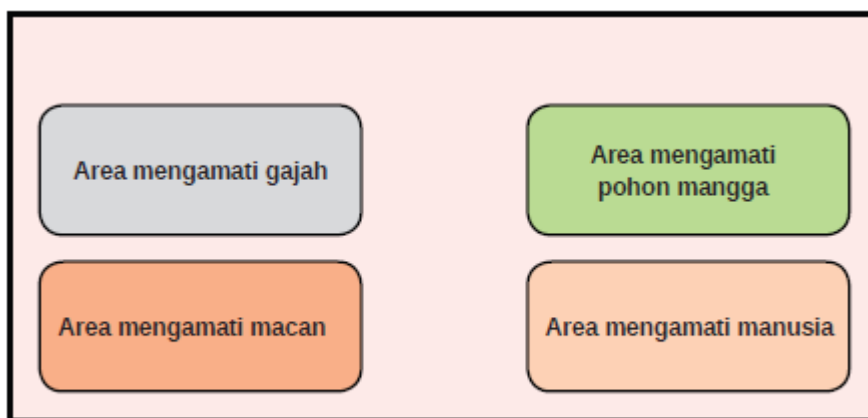 Area mengamati gajah
Area mengamati
pohon mangga
Area mengamati macan
Area mengamati manusia